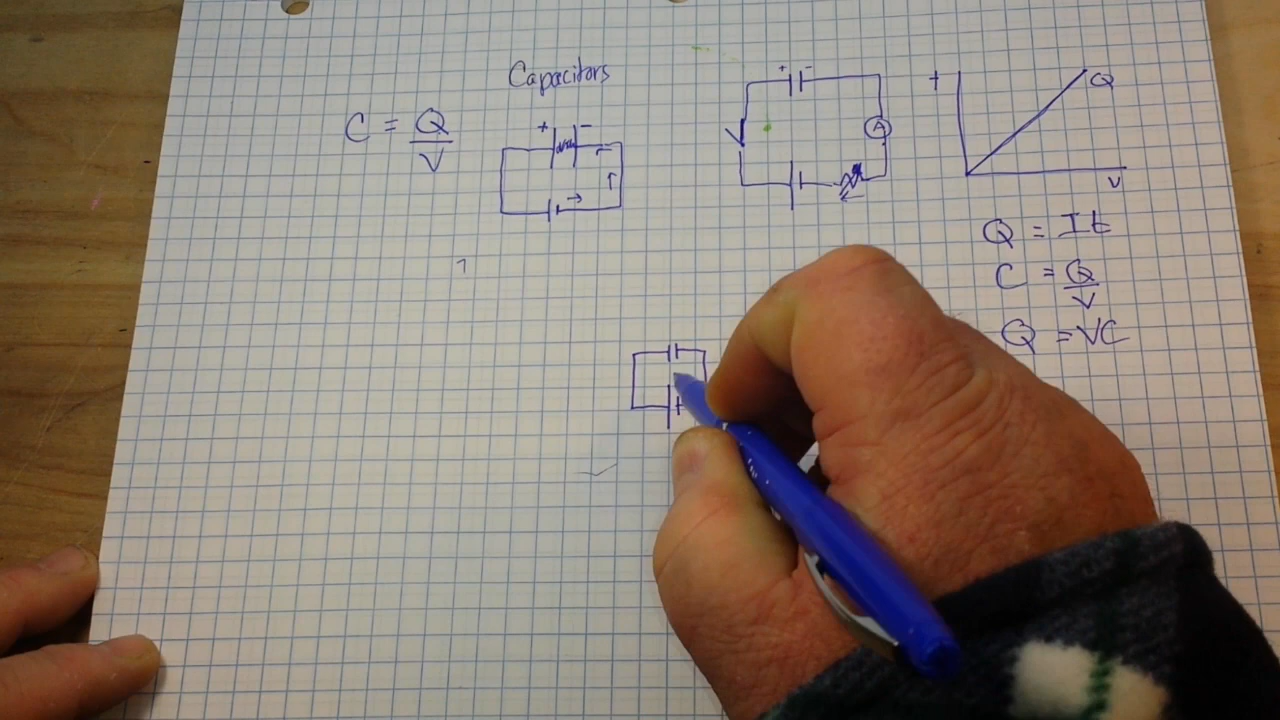 Capacitors
C = Q
V
+ -
+ -
A
t
Q
V
Q = It
C = Q
V
Q = VC